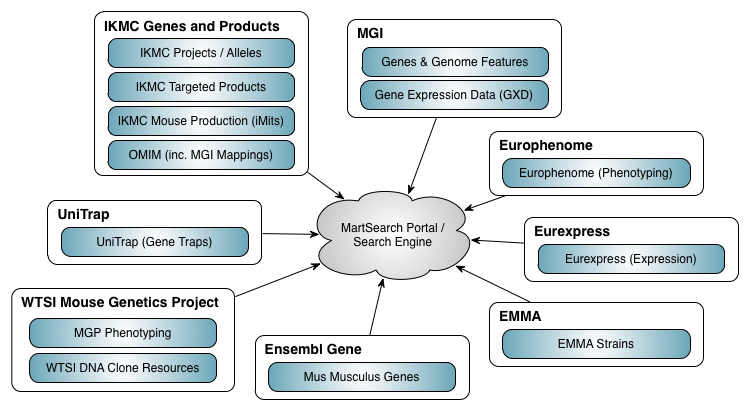 IKMC Genes and Products
IKMC Projects / Alleles
IKMC Targeted Products
IKMC Mouse Production (iMits)
OMIM (inc. MGI Mappings)
MGI
Genes & Genome Features
Gene Expression Data (GXD)
Europhenome
Europhenome (Phenotyping)
UniTrap
UniTrap (Gene Traps)
MartSearch Portal /
Search Engine
Eurexpress
Eurexpress (Expression)
WTSI Mouse Genetics Project
MGP Phenotyping
WTSI DNA Clone Resources
Ensembl Gene
Mus Musculus Genes
EMMA
EMMA Strains